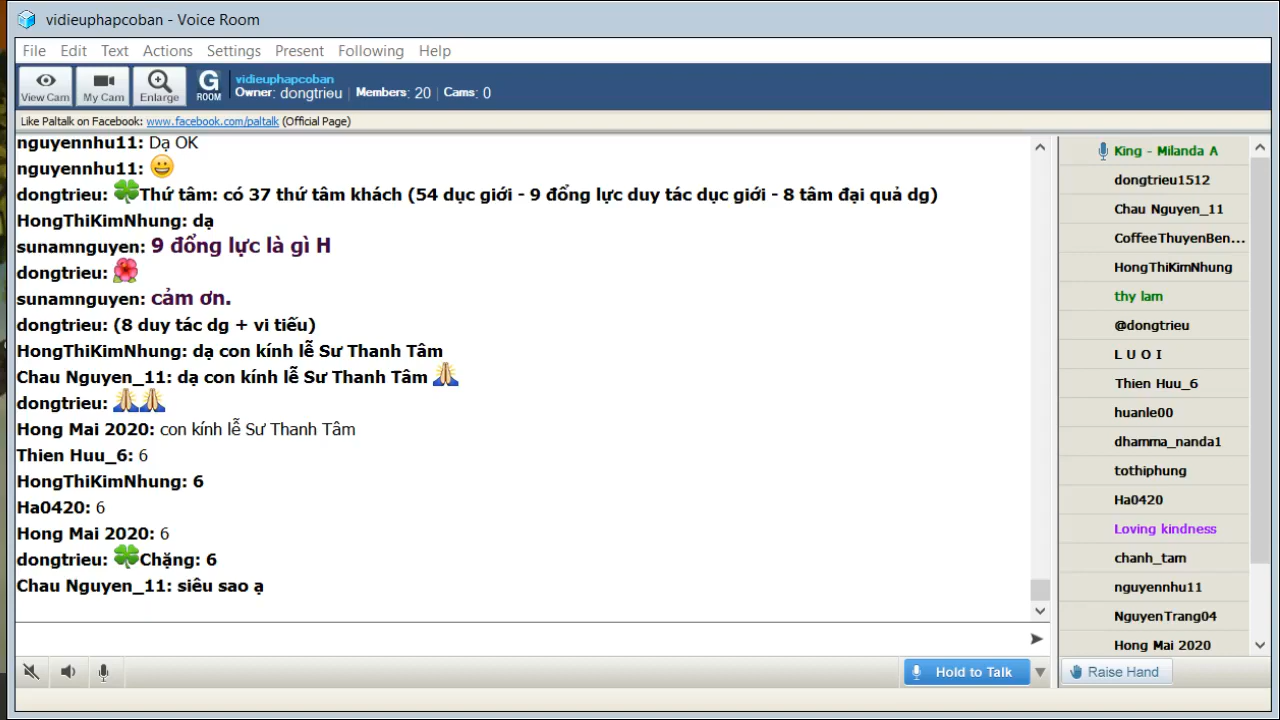 vidieuphapcoban - Voice Room
File Edit Text Actions Settings Present Following Help
View Cam My Cam Enlarge G ROOM vidieuphapcoban
Owner: dongtrieu Members: 20 Cams: 0
Like Paltalk on Facebook: www.facebook.com/paltalk (Official Page)
nguyennhu11: Dạ OK
nguyennhu11: 😀
dongtrieu: 🍀Thứ tâm: có 37 thứ tâm khách (54 dục giới - 9 đổng lực duy tác dục giới - 8 tâm đại quả dg)
HongThiKimNhung: dạ
sunamnguyen: 9 đổng lực là gì H
dongtrieu: 🌺
sunamnguyen: cảm ơn.
dongtrieu: (8 duy tác dg + vi tiếu)
HongThiKimNhung: dạ con kính lễ Sư Thanh Tâm
Chau Nguyen_11: dạ con kính lễ Sư Thanh Tâm 🙏
dongtrieu: 🙏🙏
Hong Mai 2020: con kính lễ Sư Thanh Tâm
Thien Huu_6: 6
HongThiKimNhung: 6
Ha0420: 6
Hong Mai 2020: 6
dongtrieu: 🍀Chặng: 6
Chau Nguyen_11: siêu sao ạ
King - Milanda A
dongtrieu1512
Chau Nguyen_11
CoffeeThuyenBen...
HongThiKimNhung
thy lam
@dongtrieu
L U O I
Thien Huu_6
huanle00
dhamma_nanda1
tothiphung
Ha0420
Loving kindness
chanh_tam
nguyennhu11
NguyenTrang04
Hong Mai 2020
Hold to Talk
Raise Hand